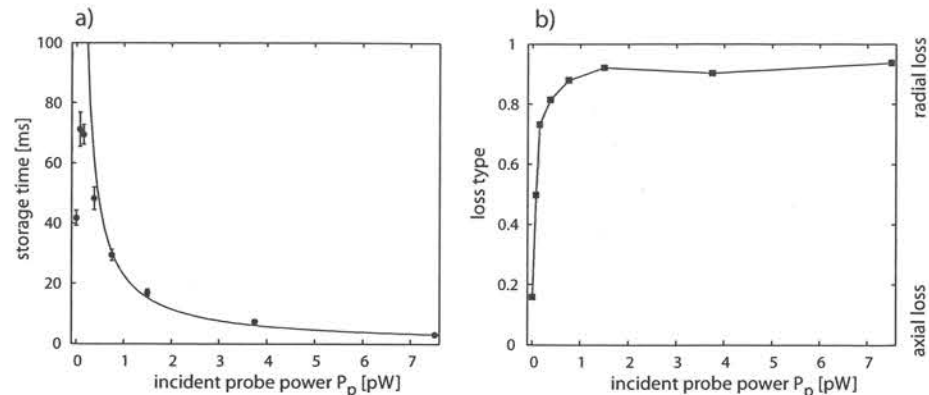 a)
100
80
60
40
20
0
storage time [ms]
0 1 2 3 4 5 6 7
incident probe power Pp [pW]
b)
1
0.8
0.6
0.4
0.2
0
loss type
0 1 2 3 4 5 6 7
incident probe power Pp [pW]
radial loss
axial loss